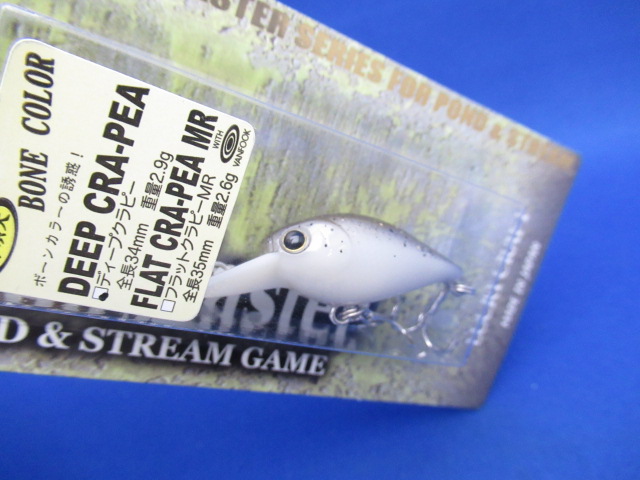 STER SERIES FOR POND & STREAM
BONE COLOR
ボーンカラーの誘惑!
DEEP CRA-PEA
ディープクラピー
全長34mm 重量2.9g
FLAT CRA-PEA MR
フラットクラピーMR
全長35mm 重量2.6g
WITH
VANFOOK
D & STREAM GAME
MADE IN JAPAN